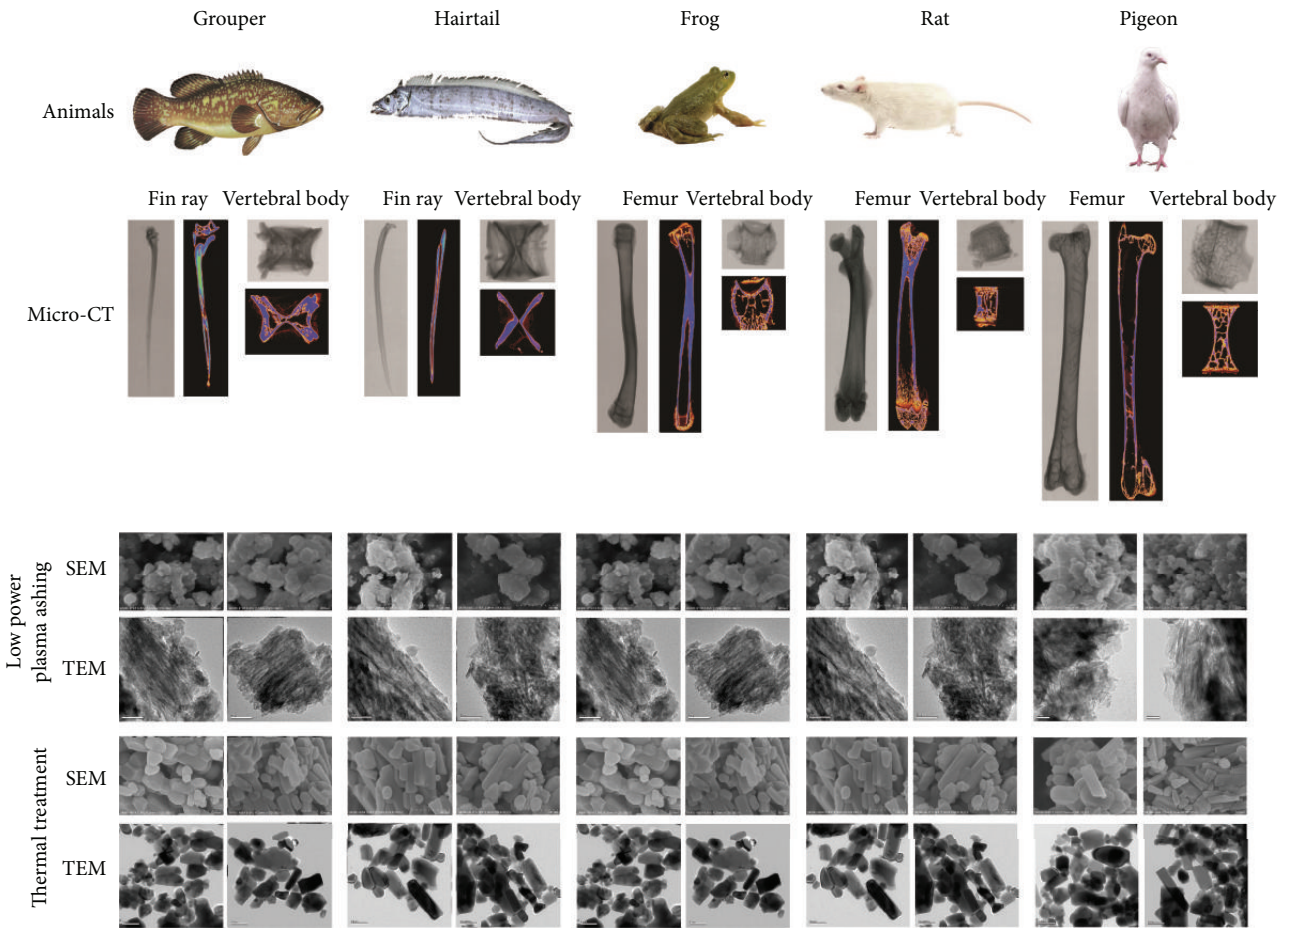 Grouper Hairtail Frog Rat Pigeon
Animals
Fin ray Vertebral body Fin ray Vertebral body Femur Vertebral body Femur Vertebral body Femur Vertebral body
Micro-CT
Low power
plasma ashing
SEM
TEM
Thermal treatment
SEM
TEM